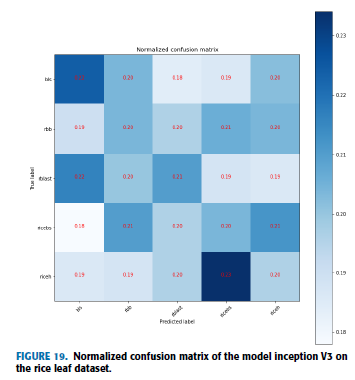 Normalized confusion matrix
0.23
0.20 0.18 0.19 0.20
0.19 0.20 0.20 0.21 0.20
0.20 0.21 0.19 0.19
0.18 0.21 0.20 0.20 0.21
0.19 0.19 0.20 0.20
bls
rbb
rblast
riceh
True label
bls
rbb
rblast
riceh
Predicted label
0.22
0.21
0.20
0.19
0.18
FIGURE 19. Normalized confusion matrix of the model inception V3 on
the rice leaf dataset.